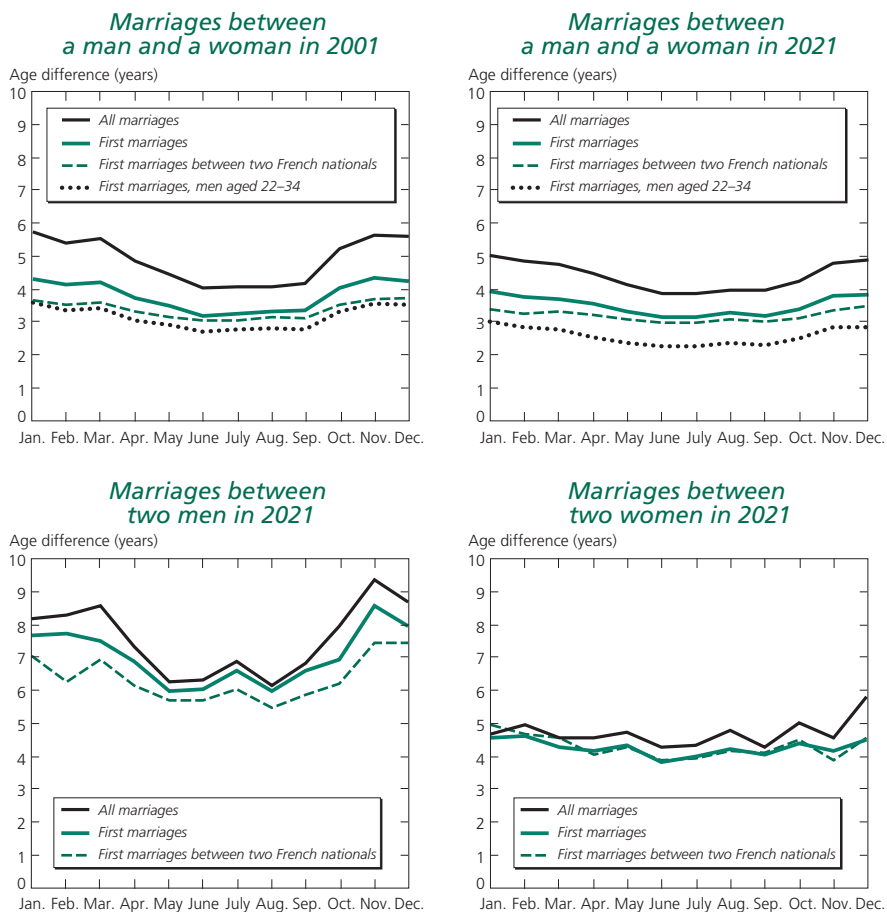 Marriages between
a man and a woman in 2001
Age difference (years)
10
9
8
7
6
5
4
3
2
1
0
All marriages
First marriages
First marriages between two French nationals
First marriages, men aged 22–34
Jan. Feb. Mar. Apr. May June July Aug. Sep. Oct. Nov. Dec.
Marriages between
a man and a woman in 2021
Age difference (years)
10
9
8
7
6
5
4
3
2
1
0
All marriages
First marriages
First marriages between two French nationals
First marriages, men aged 22–34
Jan. Feb. Mar. Apr. May June July Aug. Sep. Oct. Nov. Dec.
Marriages between
two men in 2021
Age difference (years)
10
9
8
7
6
5
4
3
2
1
0
All marriages
First marriages
First marriages between two French nationals
Jan. Feb. Mar. Apr. May June July Aug. Sep. Oct. Nov. Dec.
Marriages between
two women in 2021
Age difference (years)
10
9
8
7
6
5
4
3
2
1
0
All marriages
First marriages
First marriages between two French nationals
Jan. Feb. Mar. Apr. May June July Aug. Sep. Oct. Nov. Dec.